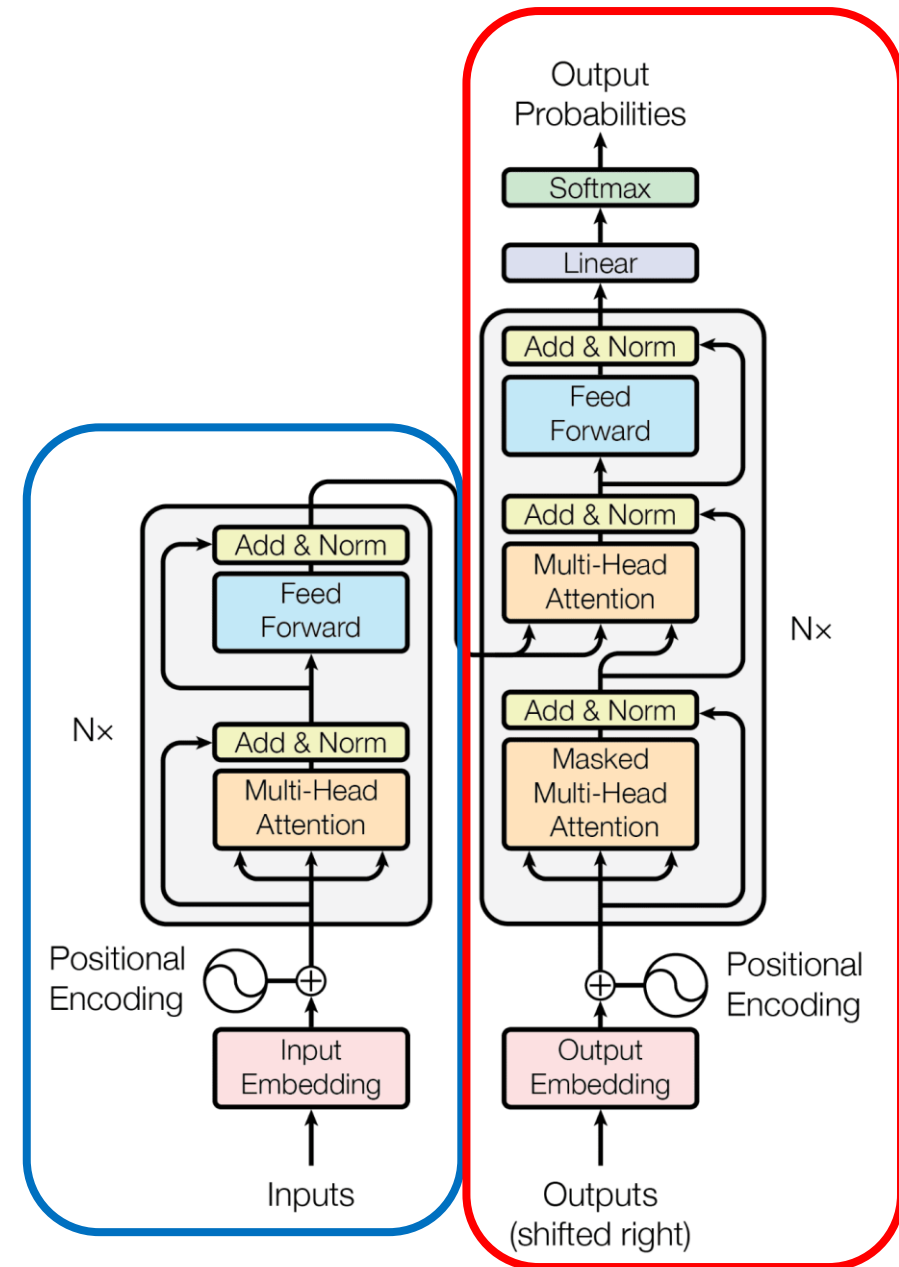 Output
Probabilities
Softmax
Linear
Add & Norm
Feed
Forward
Add & Norm
Multi-Head
Attention
Nx
Add & Norm
Masked
Multi-Head
Attention
Positional
Encoding
Output
Embedding
Outputs
(shifted right)
Add & Norm
Feed
Forward
Nx
Add & Norm
Multi-Head
Attention
Positional
Encoding
Input
Embedding
Inputs